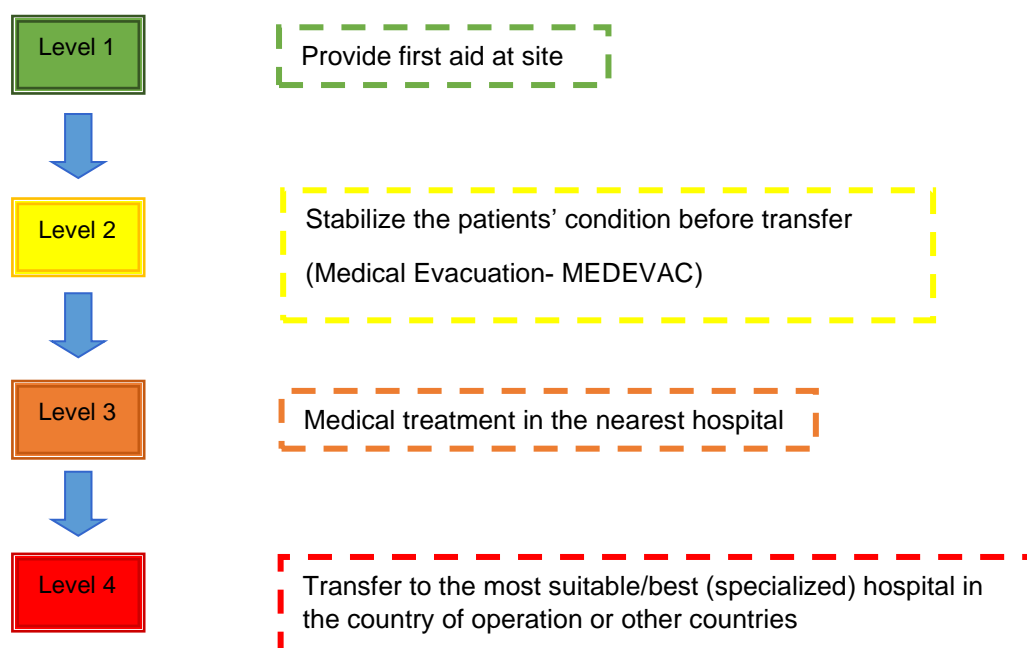 Level 1
Provide first aid at site
Level 2
Stabilize the patients’ condition before transfer
(Medical Evacuation- MEDEVAC)
Level 3
Medical treatment in the nearest hospital
Level 4
Transfer to the most suitable/best (specialized) hospital in
the country of operation or other countries